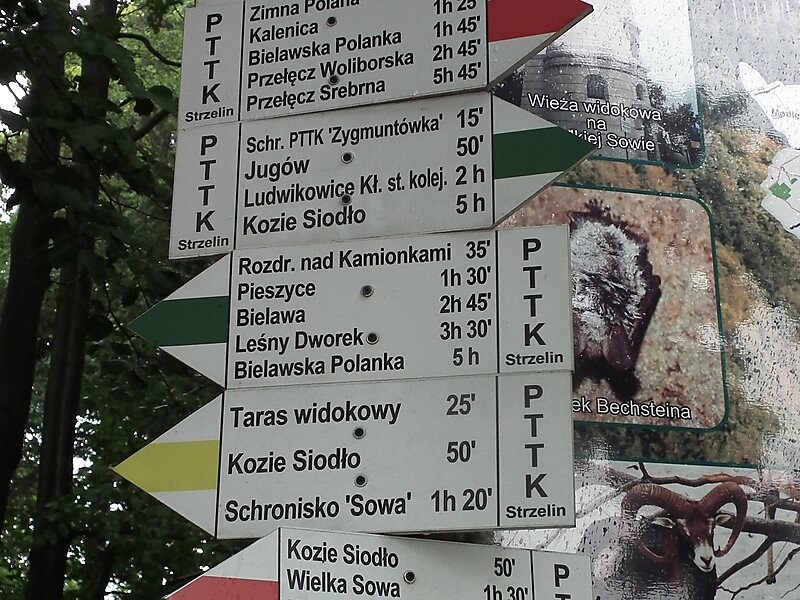 Zimna Polana 1h 25'
Kalenica 1h 45'
Bielawska Polanka 2h 45'
Przełęcz Woliborska 5h 45'
Przełęcz Srebrna
PTTK
Strzelin
Schr. PTTK 'Zygmuntówka' 15'
Jugów 50'
Ludwikowice Kł. st. kolej. 2 h
Kozie Siodło 5 h
PTTK
Strzelin
Rozdr. nad Kamionkami 35'
Pieszyce 1h 30'
Bielawa 2h 45'
Leśny Dworek 3h 30'
Bielawska Polanka 5 h
PTTK
Strzelin
Taras widokowy 25'
Kozie Siodło 50'
Schronisko 'Sowa' 1h 20'
PTTK
Strzelin
Kozie Siodło 50'
Wielka Sowa 1h 30'
P
Wieża widokowa
na
lkiej Sowie
ek Bechsteina